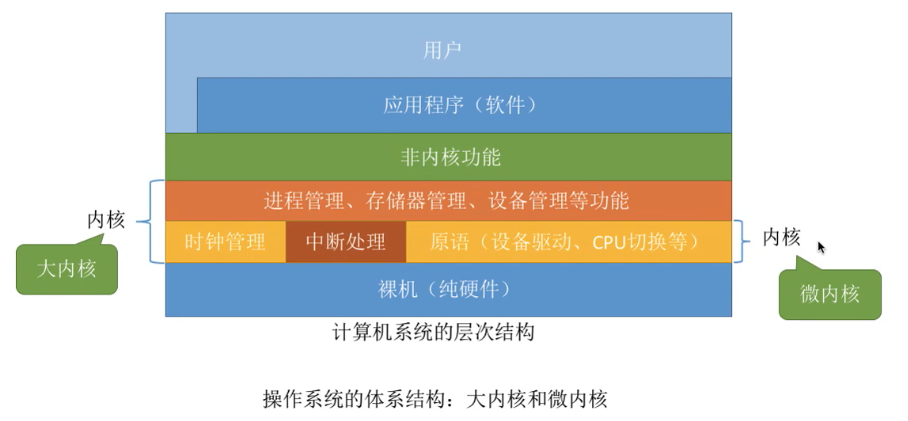 用户
应用程序（软件）
非内核功能
进程管理、存储器管理、设备管理等功能
内核
时钟管理
中断处理
原语（设备驱动、CPU切换等）
内核
大内核
裸机（纯硬件）
微内核
计算机系统的层次结构
操作系统的体系结构：大内核和微内核